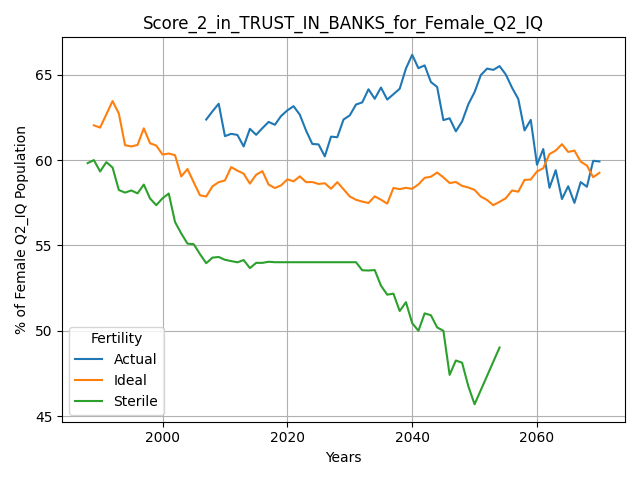 Score_2_in_TRUST_IN_BANKS_for_Female_Q2_IQ
% of Female Q2_IQ Population
65
60
55
50
45
Fertility
Actual
Ideal
Sterile
2000
2020
2040
2060
Years